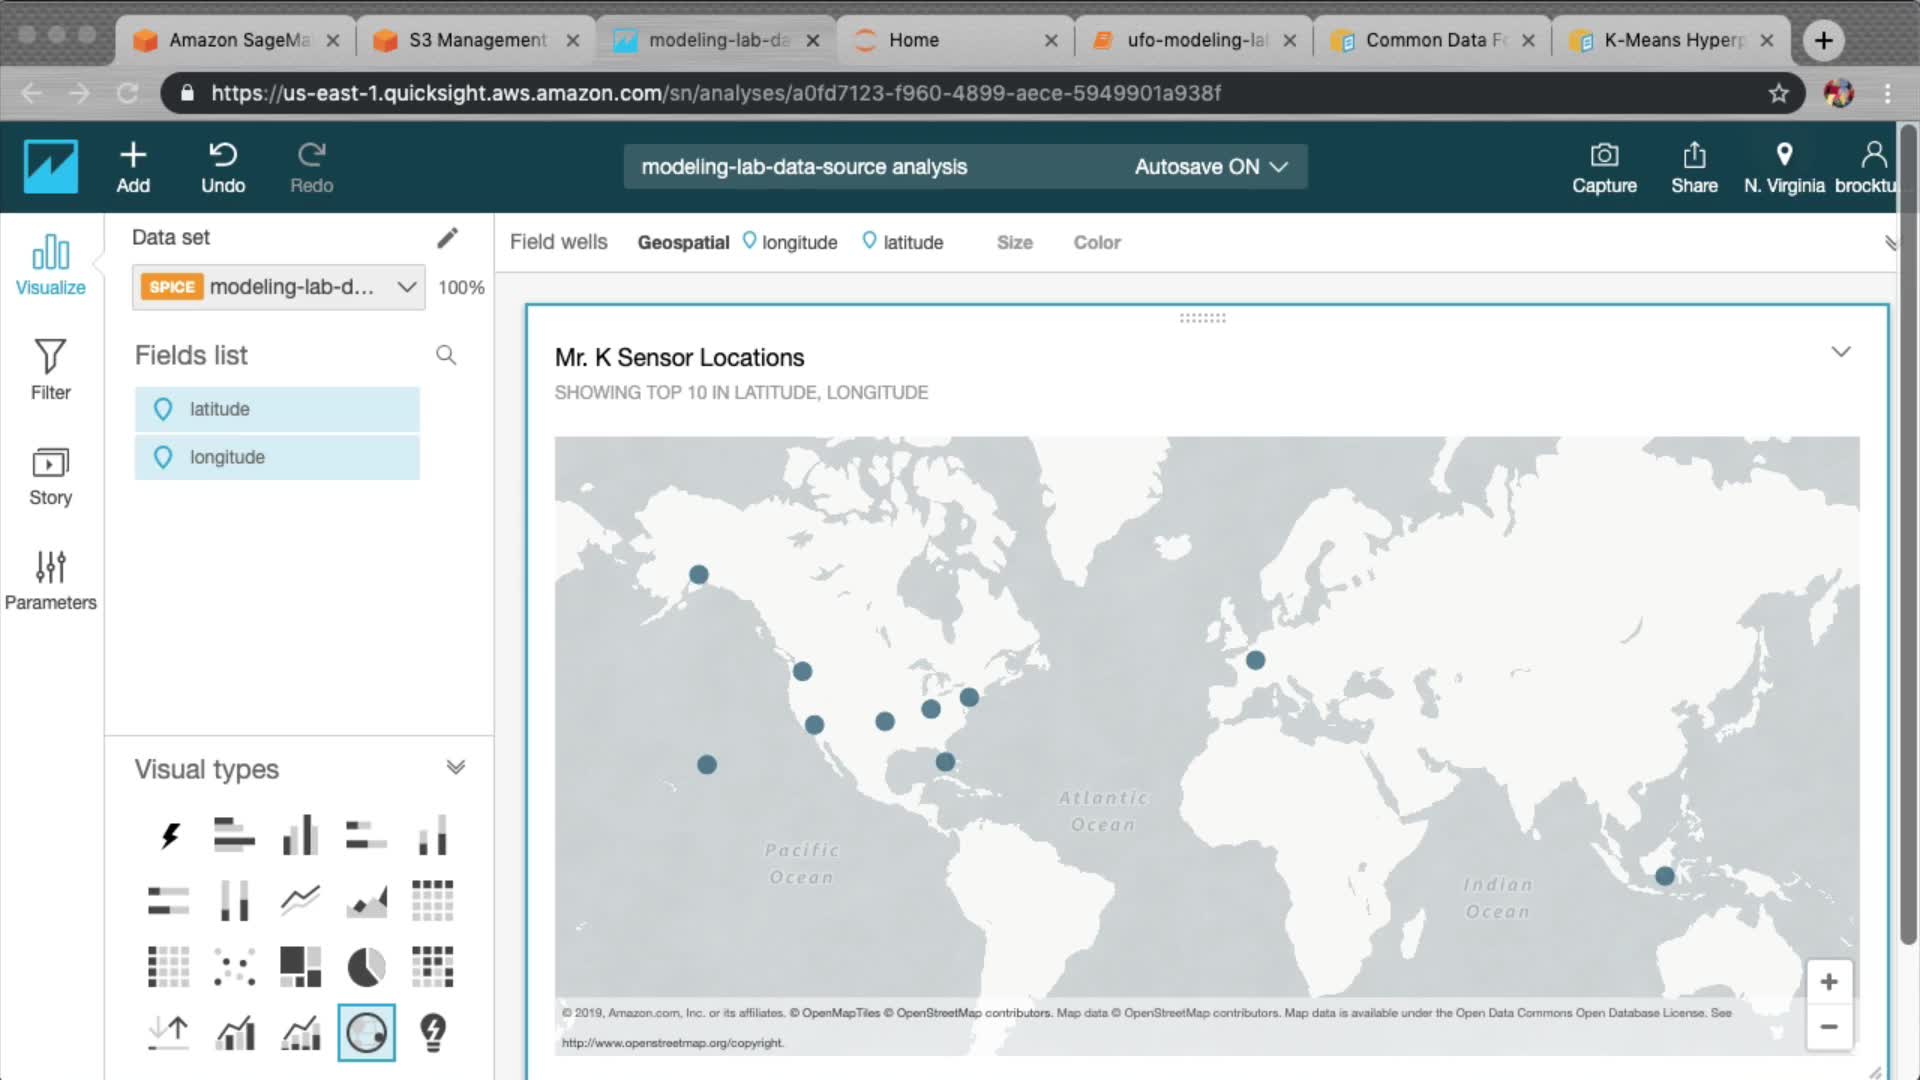 Amazon SageMa
S3 Management
modeling-lab-da
Home
ufo-modeling-la
Common Data Fo
K-Means Hyperp
https://us-east-1.quicksight.aws.amazon.com/sn/analyses/a0fd7123-f960-4899-aece-5949901a938f
Add
Undo
Redo
modeling-lab-data-source analysis
Autosave ON
Capture
Share
N. Virginia
brocktu
Visualize
Filter
Story
Parameters
Data set
SPICE modeling-lab-d... 100%
Fields list
latitude
longitude
Visual types
Field wells Geospatial longitude latitude Size Color
Mr. K Sensor Locations
SHOWING TOP 10 IN LATITUDE, LONGITUDE
Atlantic
Ocean
Pacific
Ocean
Indian
Ocean
© 2019, Amazon.com, Inc. or its affiliates. © OpenMapTiles © OpenStreetMap contributors. Map data © OpenStreetMap contributors. Map data is available under the Open Data Commons Open Database License. See
http://www.openstreetmap.org/copyright.